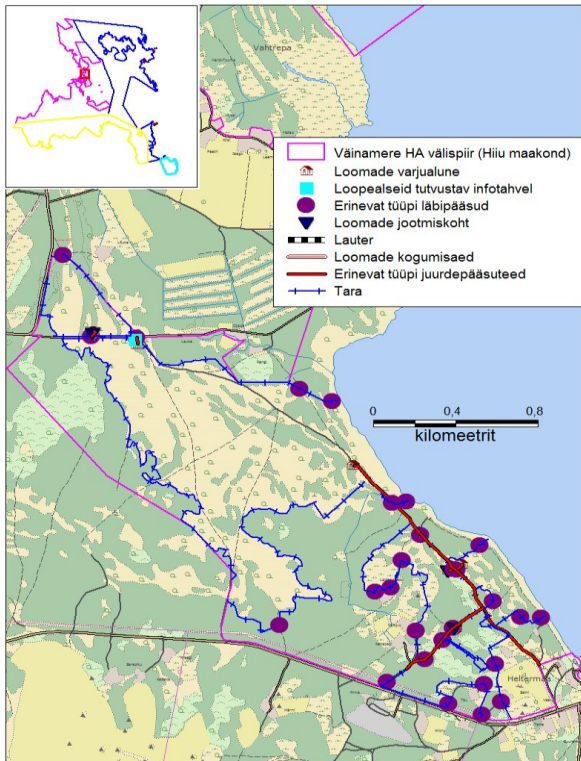 Vahtrepa
Väinamere HA välispiir (Hiiu maakond)
Loomade varjualune
Loopealseid tutvustav infotahvel
Erinevat tüüpi läbipääsud
Loomade jootmiskoht
Lauter
Loomade kogumisaed
Erinevat tüüpi juurdepääsuteed
Tara
0 0,4 0,8
kilomeetrit